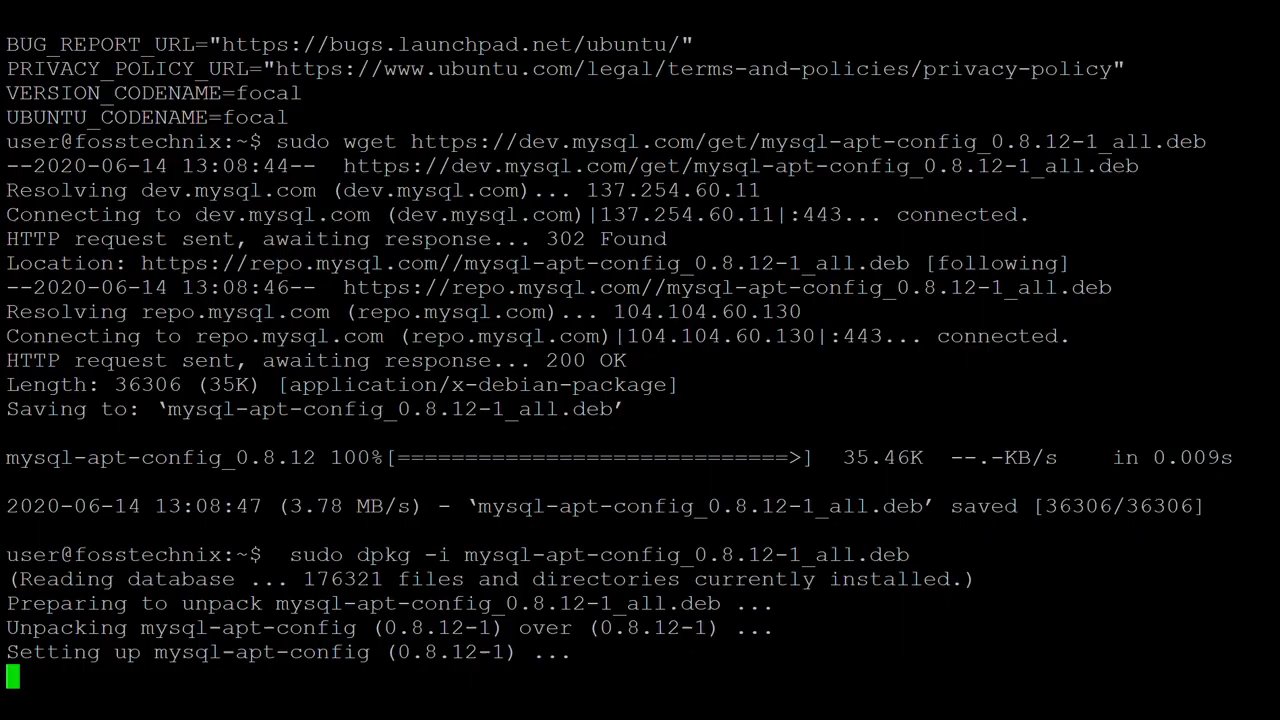 BUG_REPORT_URL="https://bugs.launchpad.net/ubuntu/"
PRIVACY_POLICY_URL="https://www.ubuntu.com/legal/terms-and-policies/privacy-policy"
VERSION_CODENAME=focal
UBUNTU_CODENAME=focal
user@fosstechnix:~$ sudo wget https://dev.mysql.com/get/mysql-apt-config_0.8.12-1_all.deb
--2020-06-14 13:08:44--  https://dev.mysql.com/get/mysql-apt-config_0.8.12-1_all.deb
Resolving dev.mysql.com (dev.mysql.com)... 137.254.60.11
Connecting to dev.mysql.com (dev.mysql.com)|137.254.60.11|:443... connected.
HTTP request sent, awaiting response... 302 Found
Location: https://repo.mysql.com//mysql-apt-config_0.8.12-1_all.deb [following]
--2020-06-14 13:08:46--  https://repo.mysql.com//mysql-apt-config_0.8.12-1_all.deb
Resolving repo.mysql.com (repo.mysql.com)... 104.104.60.130
Connecting to repo.mysql.com (repo.mysql.com)|104.104.60.130|:443... connected.
HTTP request sent, awaiting response... 200 OK
Length: 36306 (35K) [application/x-debian-package]
Saving to: ‘mysql-apt-config_0.8.12-1_all.deb’
mysql-apt-config_0.8.12 100%[=============================>]  35.46K  --.-KB/s    in 0.009s
2020-06-14 13:08:47 (3.78 MB/s) - ‘mysql-apt-config_0.8.12-1_all.deb’ saved [36306/36306]
user@fosstechnix:~$  sudo dpkg -i mysql-apt-config_0.8.12-1_all.deb
(Reading database ... 176321 files and directories currently installed.)
Preparing to unpack mysql-apt-config_0.8.12-1_all.deb ...
Unpacking mysql-apt-config (0.8.12-1) over (0.8.12-1) ...
Setting up mysql-apt-config (0.8.12-1) ...